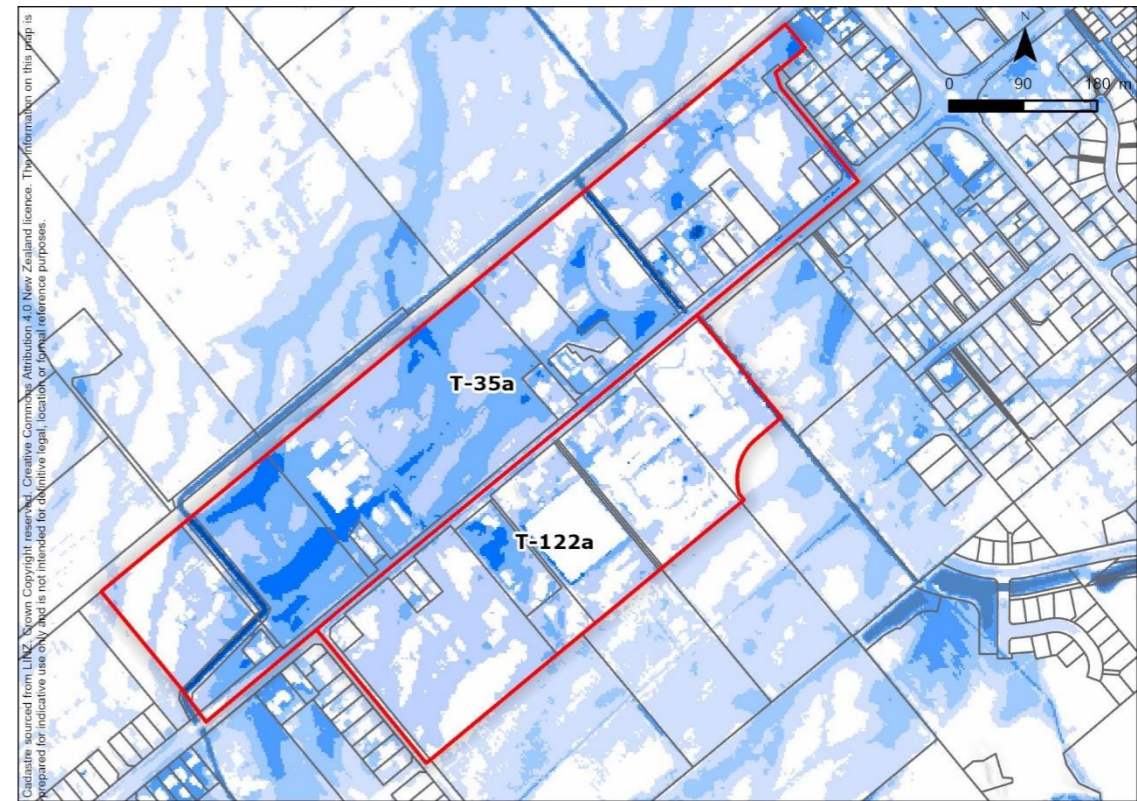 Cadastre sourced from LINZ. Crown Copyright reserved. Creative Commons Attribution 4.0 New Zealand licence. The information on this map is
prepared for indicative use only and is not intended for definitive legal, location or formal reference purposes.
N
0 90 180 m
T-35a
T-122a